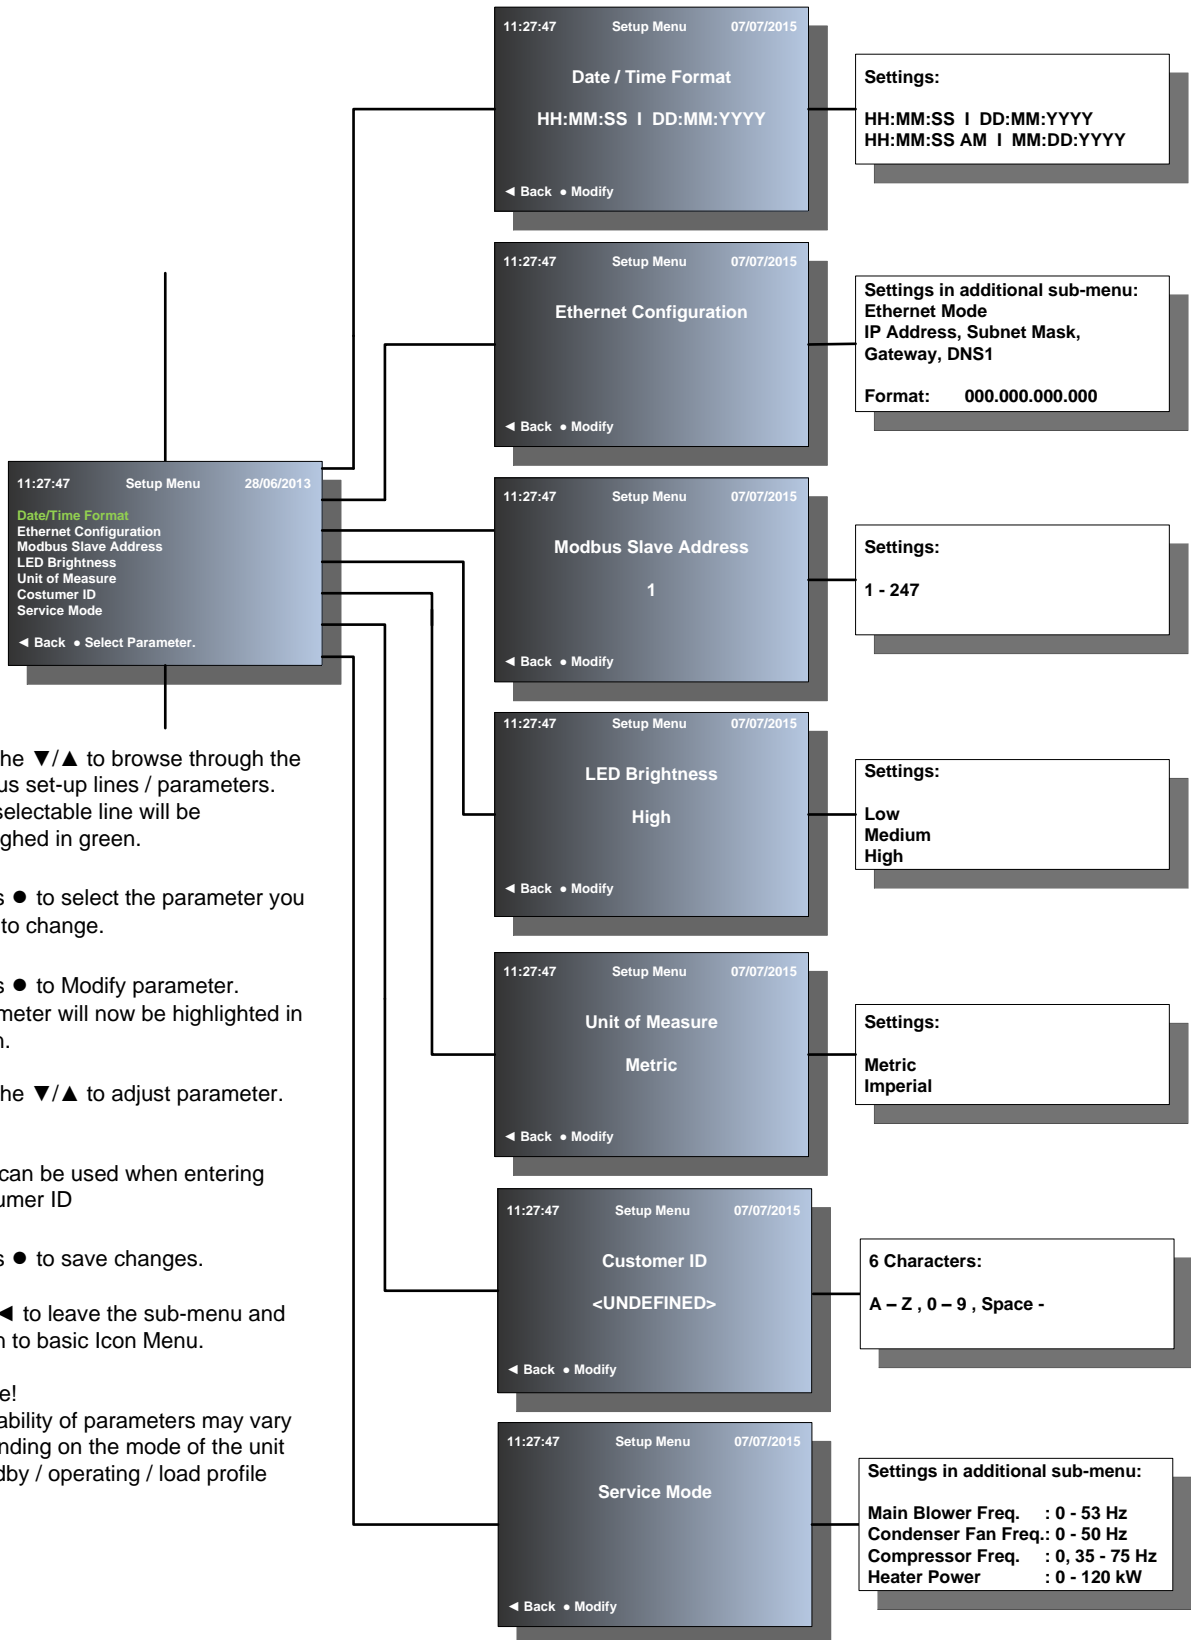 11:27:47 Setup Menu 28/06/2013
Date/Time Format
Ethernet Configuration
Modbus Slave Address
LED Brightness
Unit of Measure
Costumer ID
Service Mode
◄ Back ● Select Parameter.
he ▼/▲ to browse through the
us set-up lines / parameters.
selectable line will be
ghed in green.
s ● to select the parameter you
to change.
s ● to Modify parameter.
meter will now be highlighted in
n.
he ▼/▲ to adjust parameter.
can be used when entering
umer ID
s ● to save changes.
◄ to leave the sub-menu and
n to basic Icon Menu.
e!
ability of parameters may vary
nding on the mode of the unit
dby / operating / load profile
11:27:47 Setup Menu 07/07/2015
Date / Time Format
HH:MM:SS I DD:MM:YYYY
◄ Back ● Modify
Settings:
HH:MM:SS I DD:MM:YYYY
HH:MM:SS AM I MM:DD:YYYY
11:27:47 Setup Menu 07/07/2015
Ethernet Configuration
◄ Back ● Modify
Settings in additional sub-menu:
Ethernet Mode
IP Address, Subnet Mask,
Gateway, DNS1
Format: 000.000.000.000
11:27:47 Setup Menu 07/07/2015
Modbus Slave Address
1
◄ Back ● Modify
Settings:
1 - 247
11:27:47 Setup Menu 07/07/2015
LED Brightness
High
◄ Back ● Modify
Settings:
Low
Medium
High
11:27:47 Setup Menu 07/07/2015
Unit of Measure
Metric
◄ Back ● Modify
Settings:
Metric
Imperial
11:27:47 Setup Menu 07/07/2015
Customer ID
<UNDEFINED>
◄ Back ● Modify
6 Characters:
A – Z , 0 – 9 , Space -
11:27:47 Setup Menu 07/07/2015
Service Mode
◄ Back ● Modify
Settings in additional sub-menu:
Main Blower Freq. : 0 - 53 Hz
Condenser Fan Freq.: 0 - 50 Hz
Compressor Freq. : 0, 35 - 75 Hz
Heater Power : 0 - 120 kW